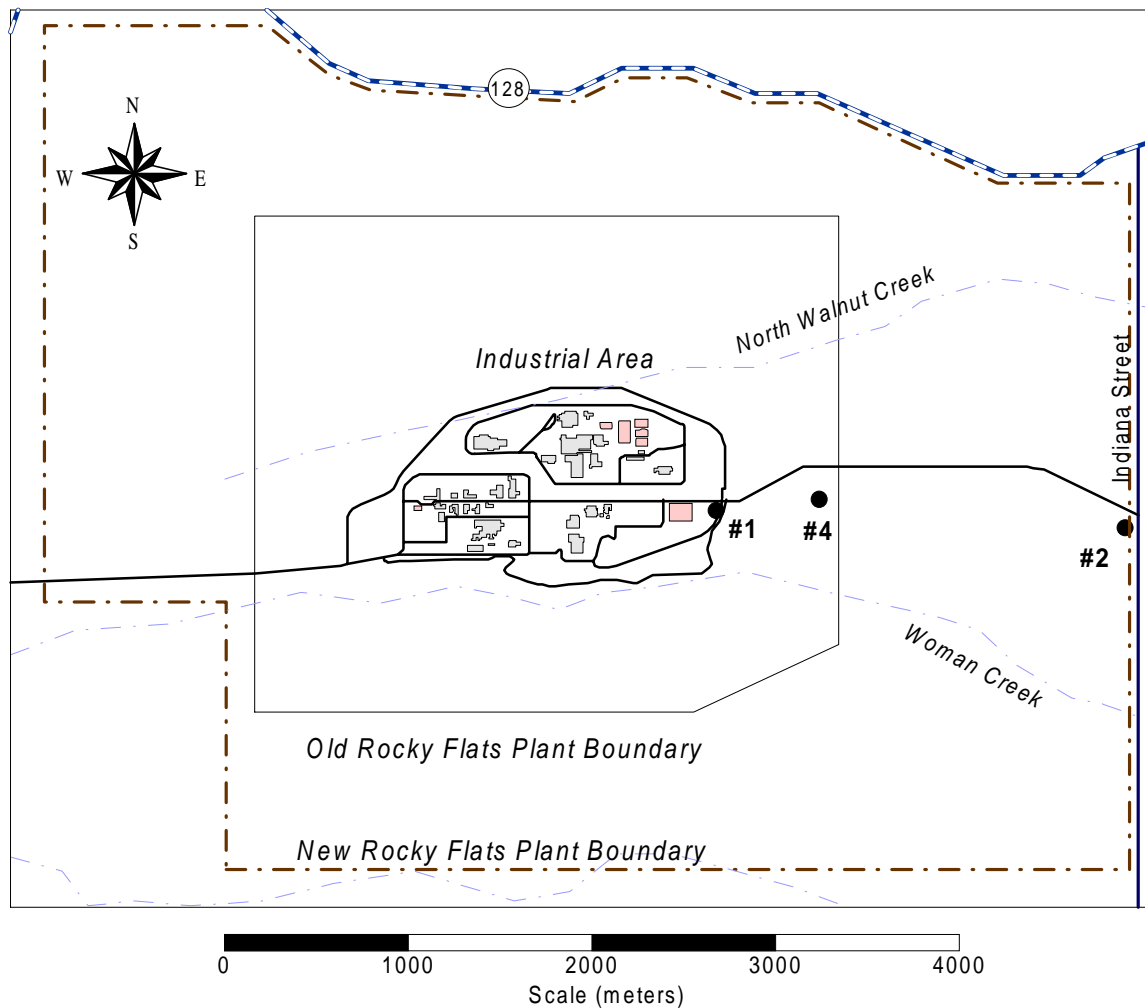 128
N
W
E
S
North Walnut Creek
Industrial Area
Indiana Street
#1
#4
#2
Woman Creek
Old Rocky Flats Plant Boundary
New Rocky Flats Plant Boundary
0
1000
2000
3000
4000
Scale (meters)